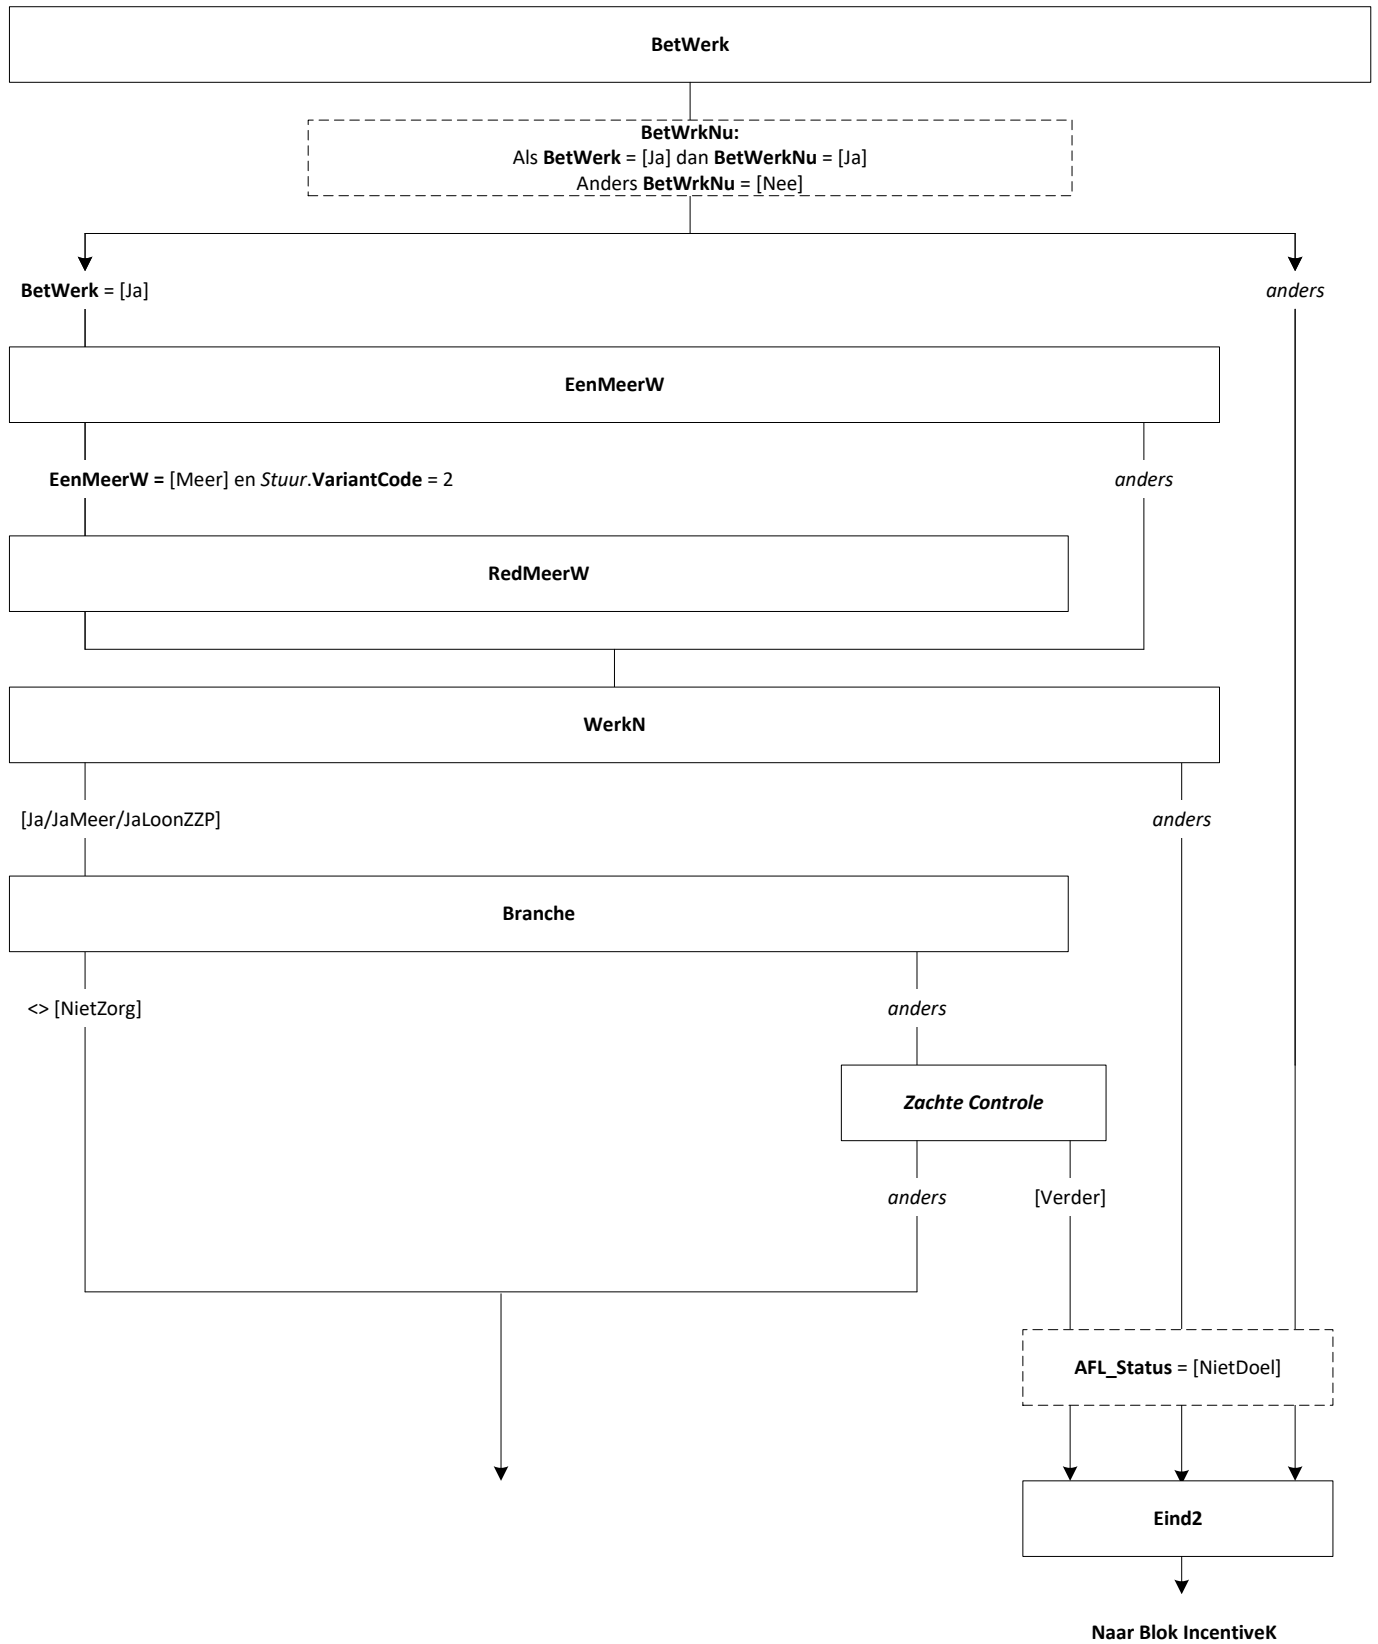 BetWerk
BetWrkNu:
Als BetWerk = [Ja] dan BetWerkNu = [Ja]
Anders BetWrkNu = [Nee]
BetWerk = [Ja]
anders
EenMeerW
EenMeerW = [Meer] en Stuur.VariantCode = 2
anders
RedMeerW
WerkN
[Ja/JaMeer/JaLoonZZP]
anders
Branche
<> [NietZorg]
anders
Zachte Controle
anders
[Verder]
AFL_Status = [NietDoel]
Eind2
Naar Blok IncentiveK